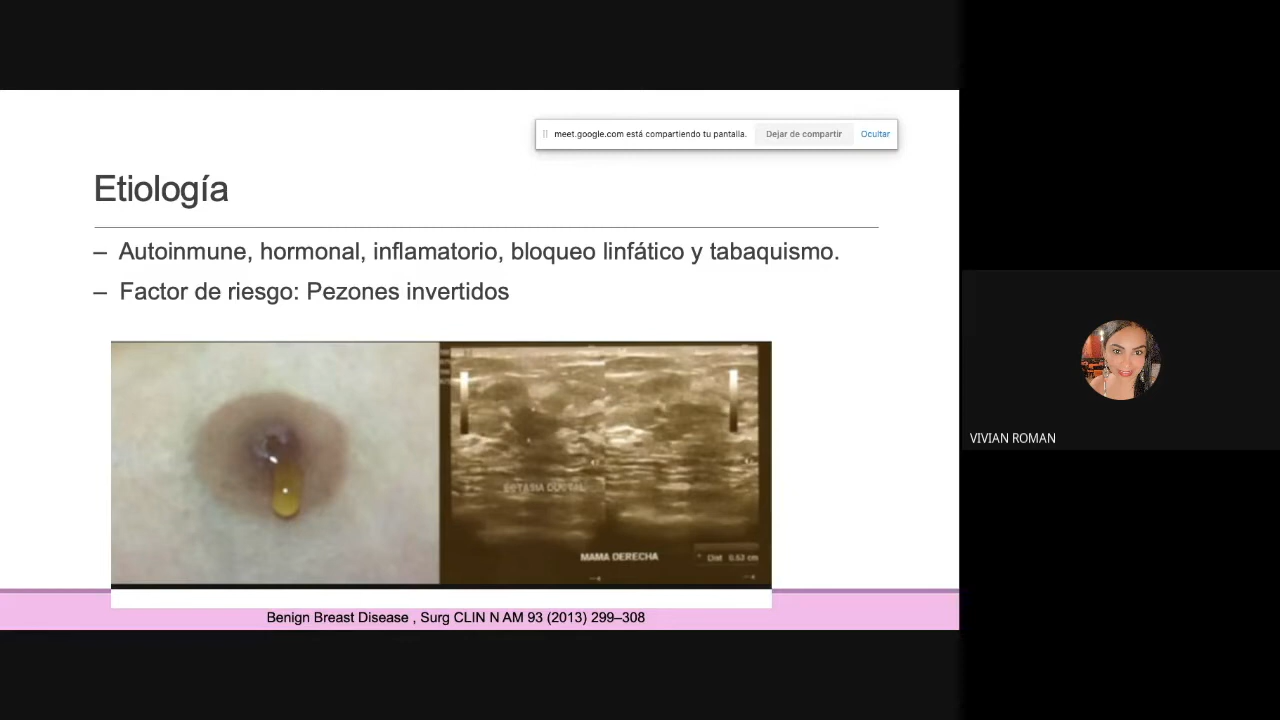 meet.google.com está compartiendo tu pantalla. Dejar de compartir Ocultar
Etiología
– Autoinmune, hormonal, inflamatorio, bloqueo linfático y tabaquismo.
– Factor de riesgo: Pezones invertidos
ECTASIA DUCTAL
MAMA DERECHA
Dist 0.53 cm
Benign Breast Disease , Surg CLIN N AM 93 (2013) 299–308
VIVIAN ROMAN